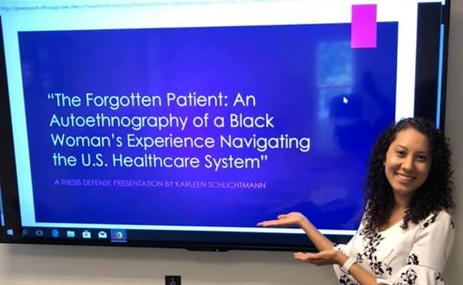 “The Forgotten Patient: An
Autoethnography of a Black
Woman’s Experience Navigating
the U.S. Healthcare System”
A THESIS DEFENSE PRESENTATION BY KARLEEN SCHLICHTMANN